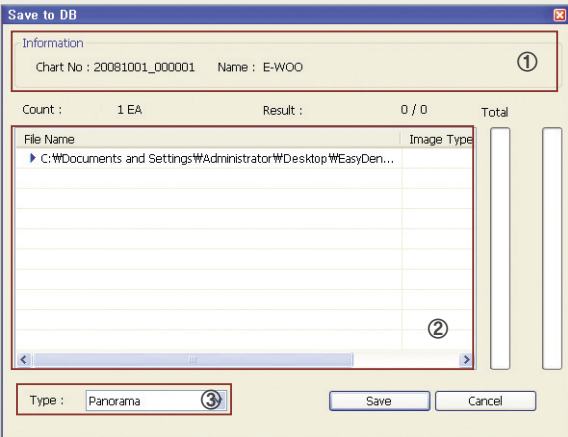 Save to DB
Information
Chart No : 20081001_000001 Name : E-WOO
①
Count : 1 EA Result : 0 / 0 Total
File Name Image Type
C:₩Documents and Settings₩Administrator₩Desktop₩EasyDen...
②
Type : Panorama ③ Save Cancel